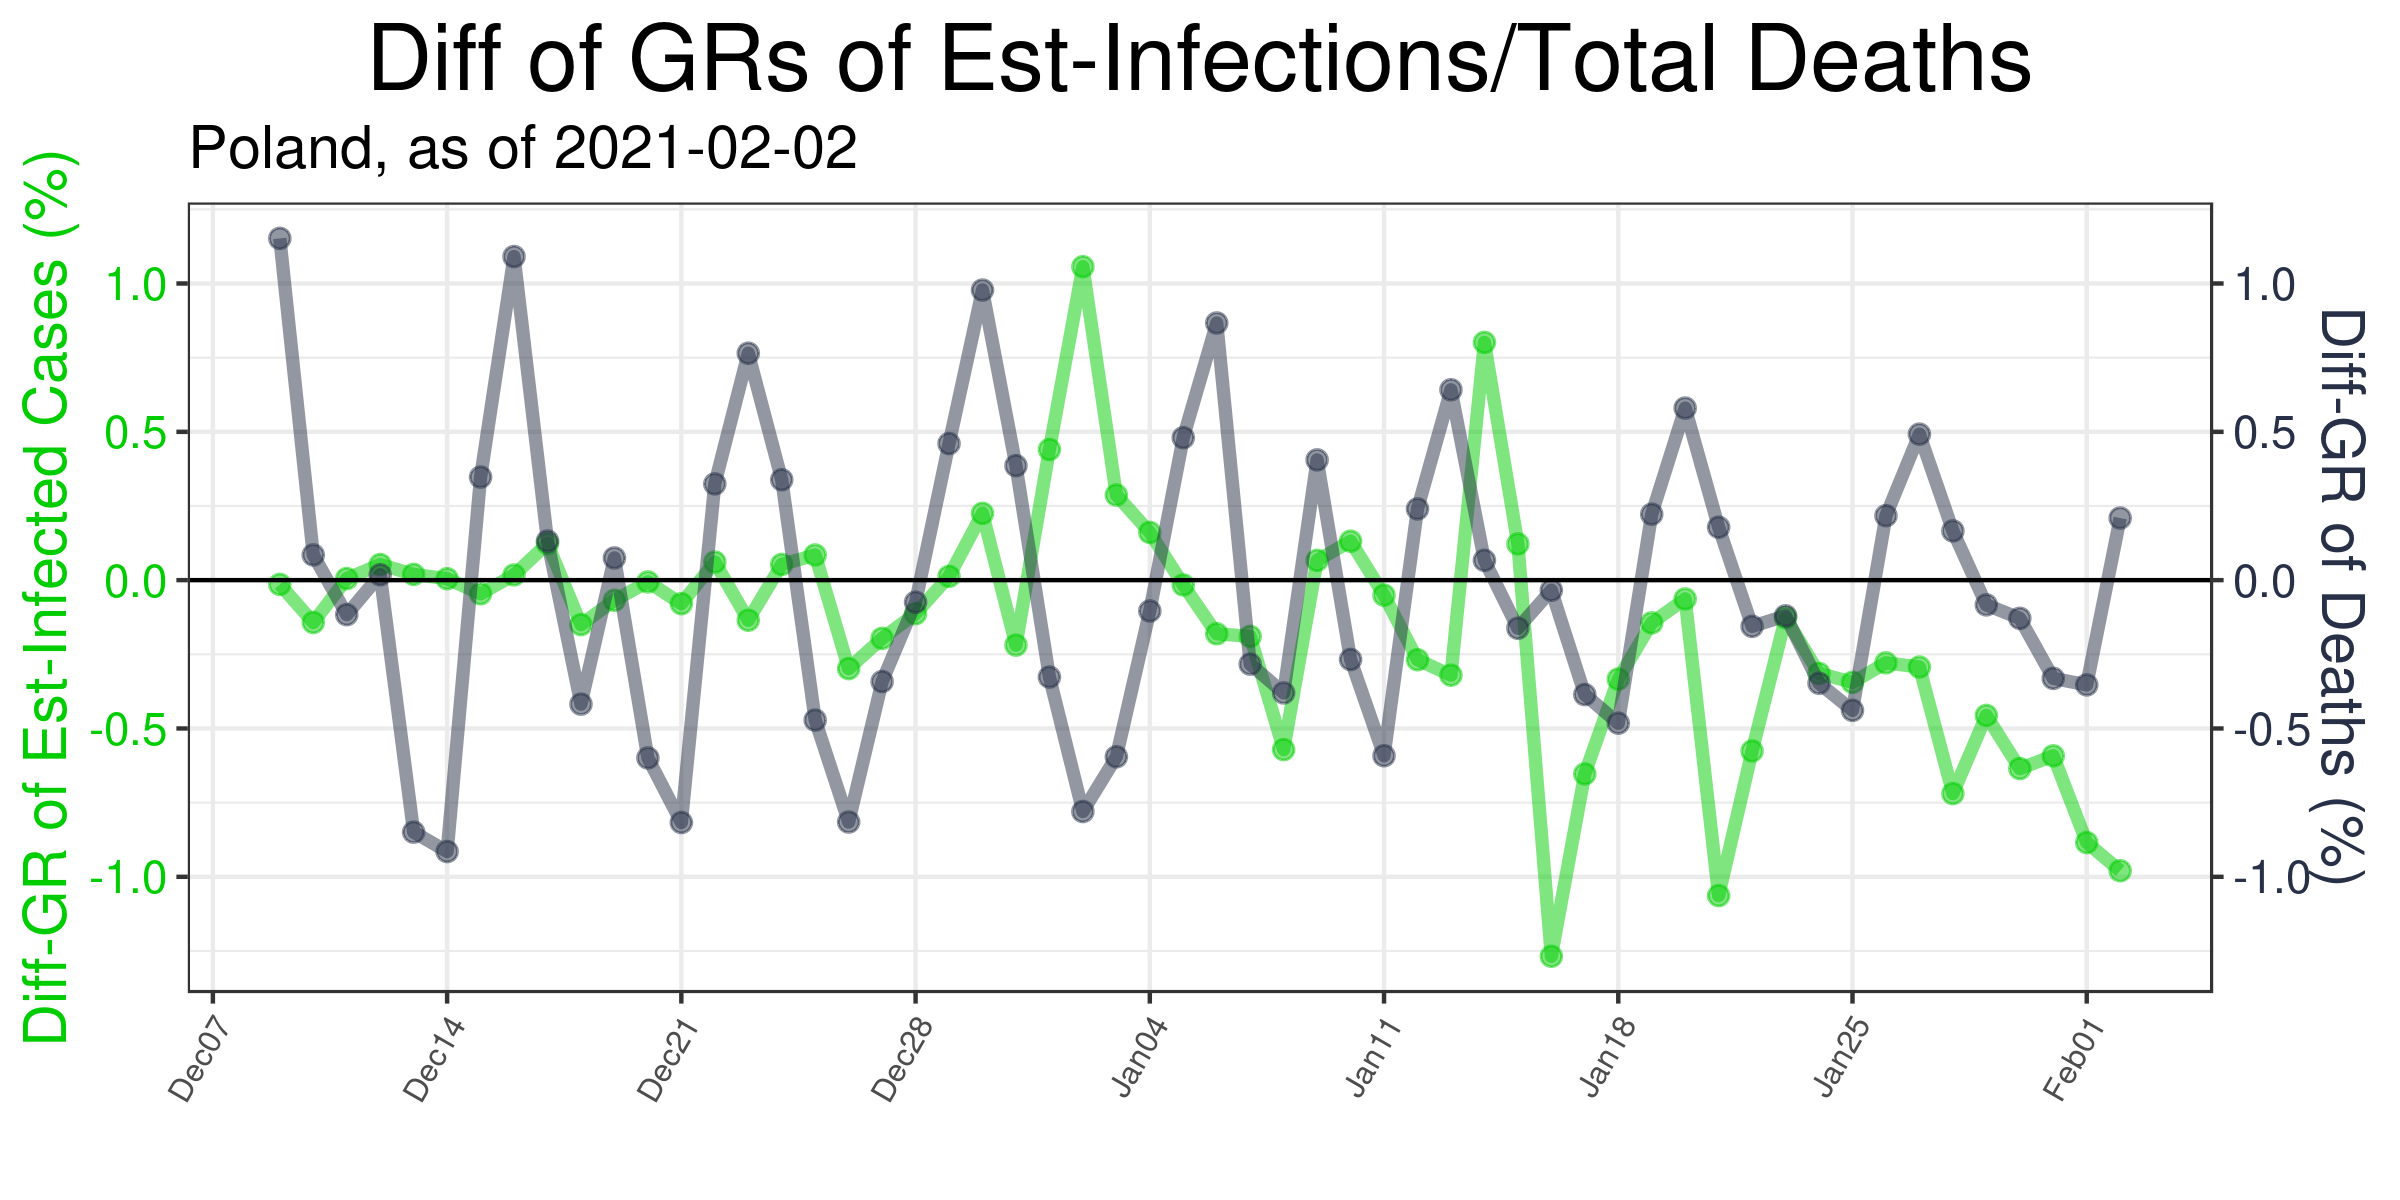 Diff of GRs of Est-Infections/Total Deaths
Poland, as of 2021-02-02
Diff-GR of Est-Infected Cases (%)
1.0
0.5
0.0
-0.5
-1.0
1.0
0.5
0.0
-0.5
-1.0
Diff-GR of Deaths (%)
Dec07
Dec14
Dec21
Dec28
Jan04
Jan11
Jan18
Jan25
Feb01